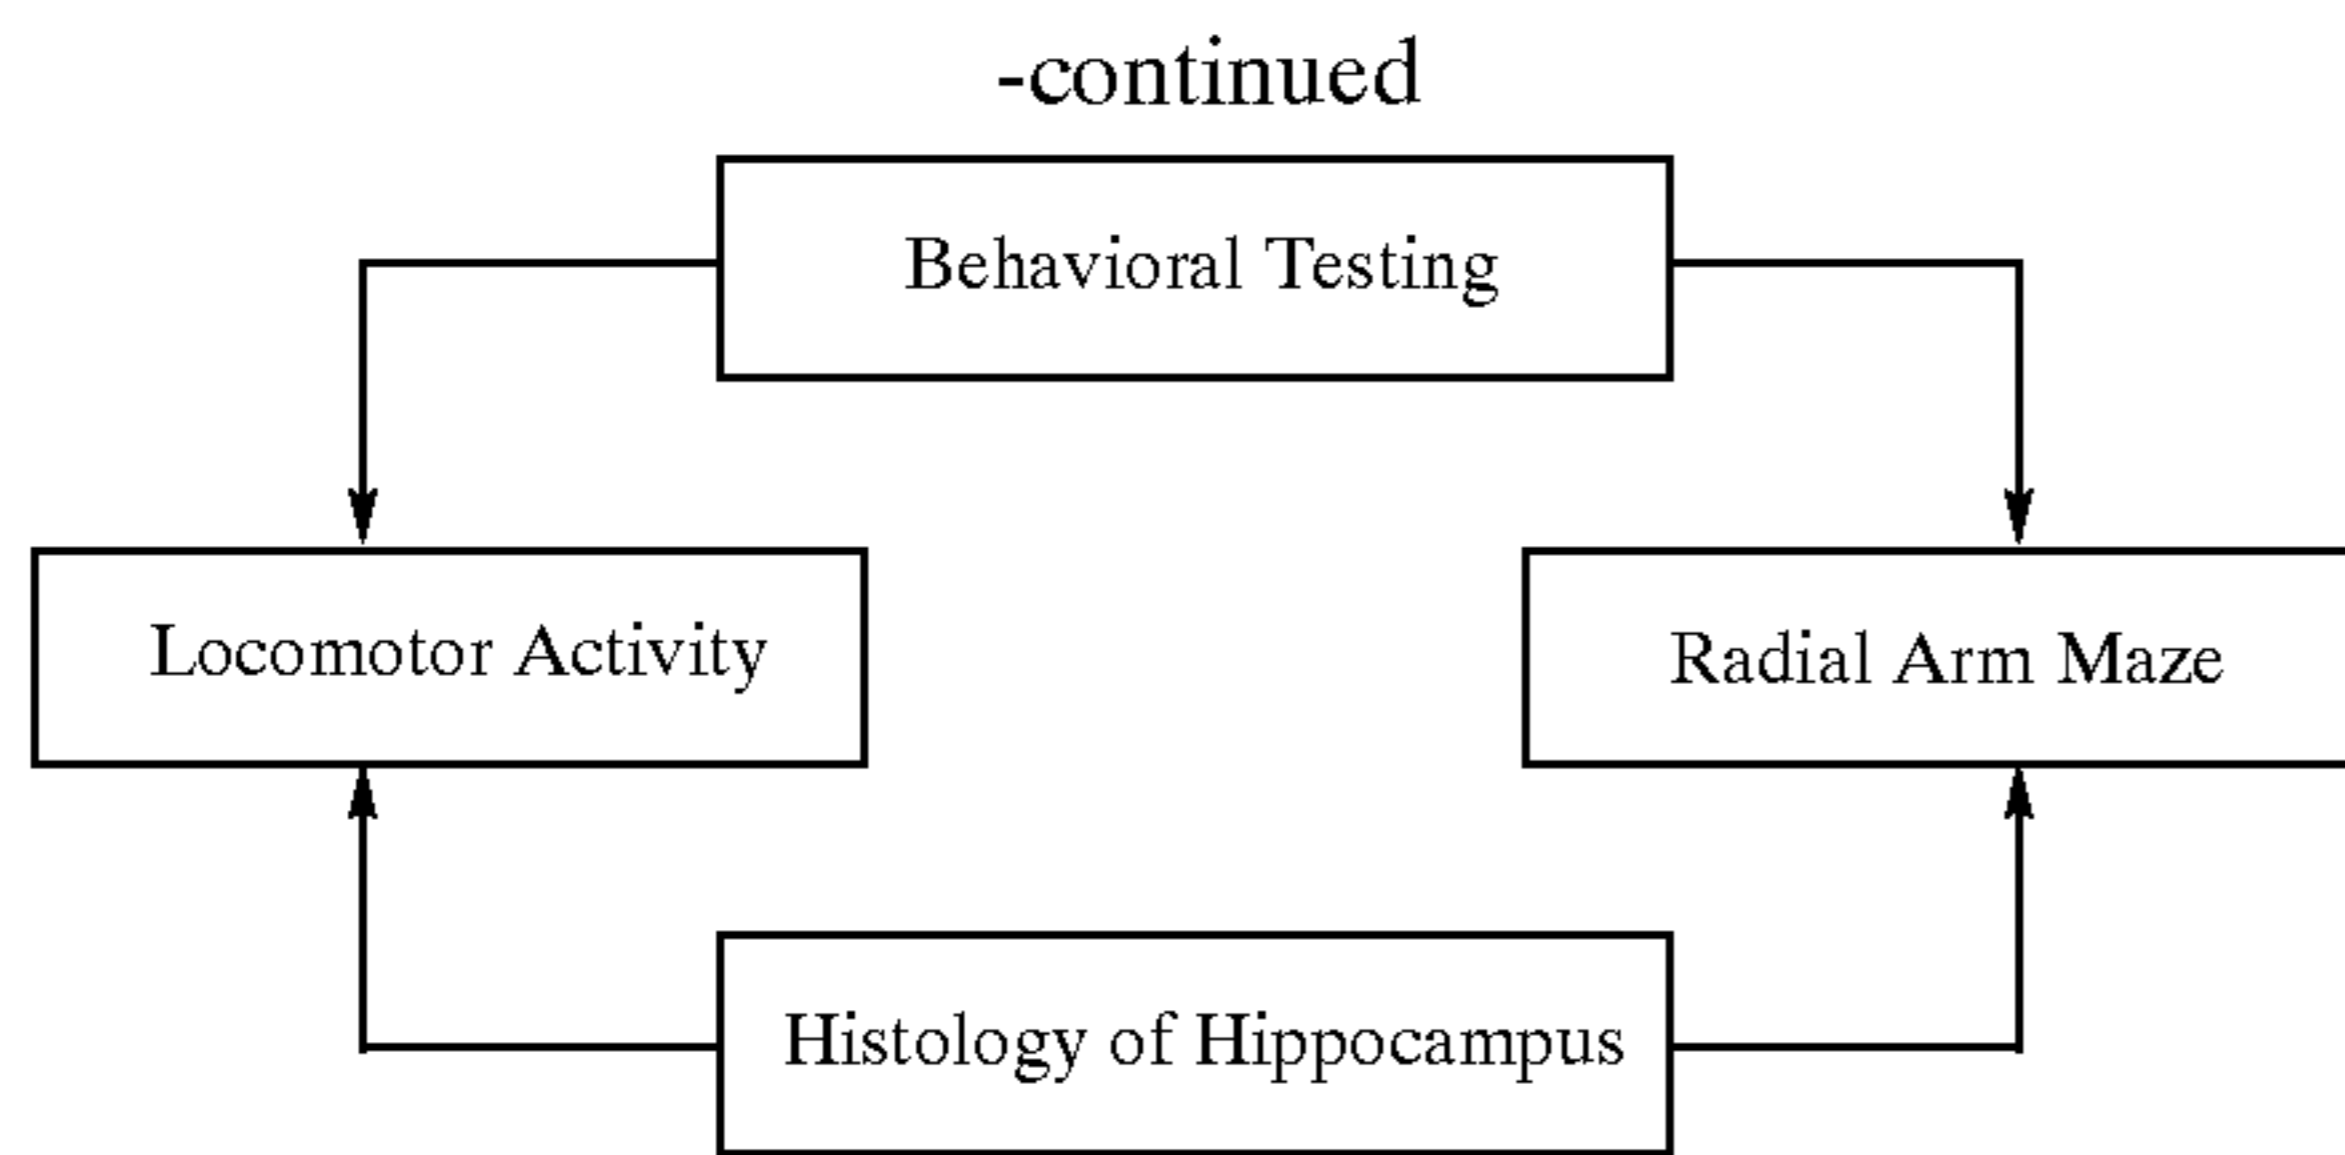 -continued
Behavioral Testing
Locomotor Activity
Radial Arm Maze
Histology of Hippocampus